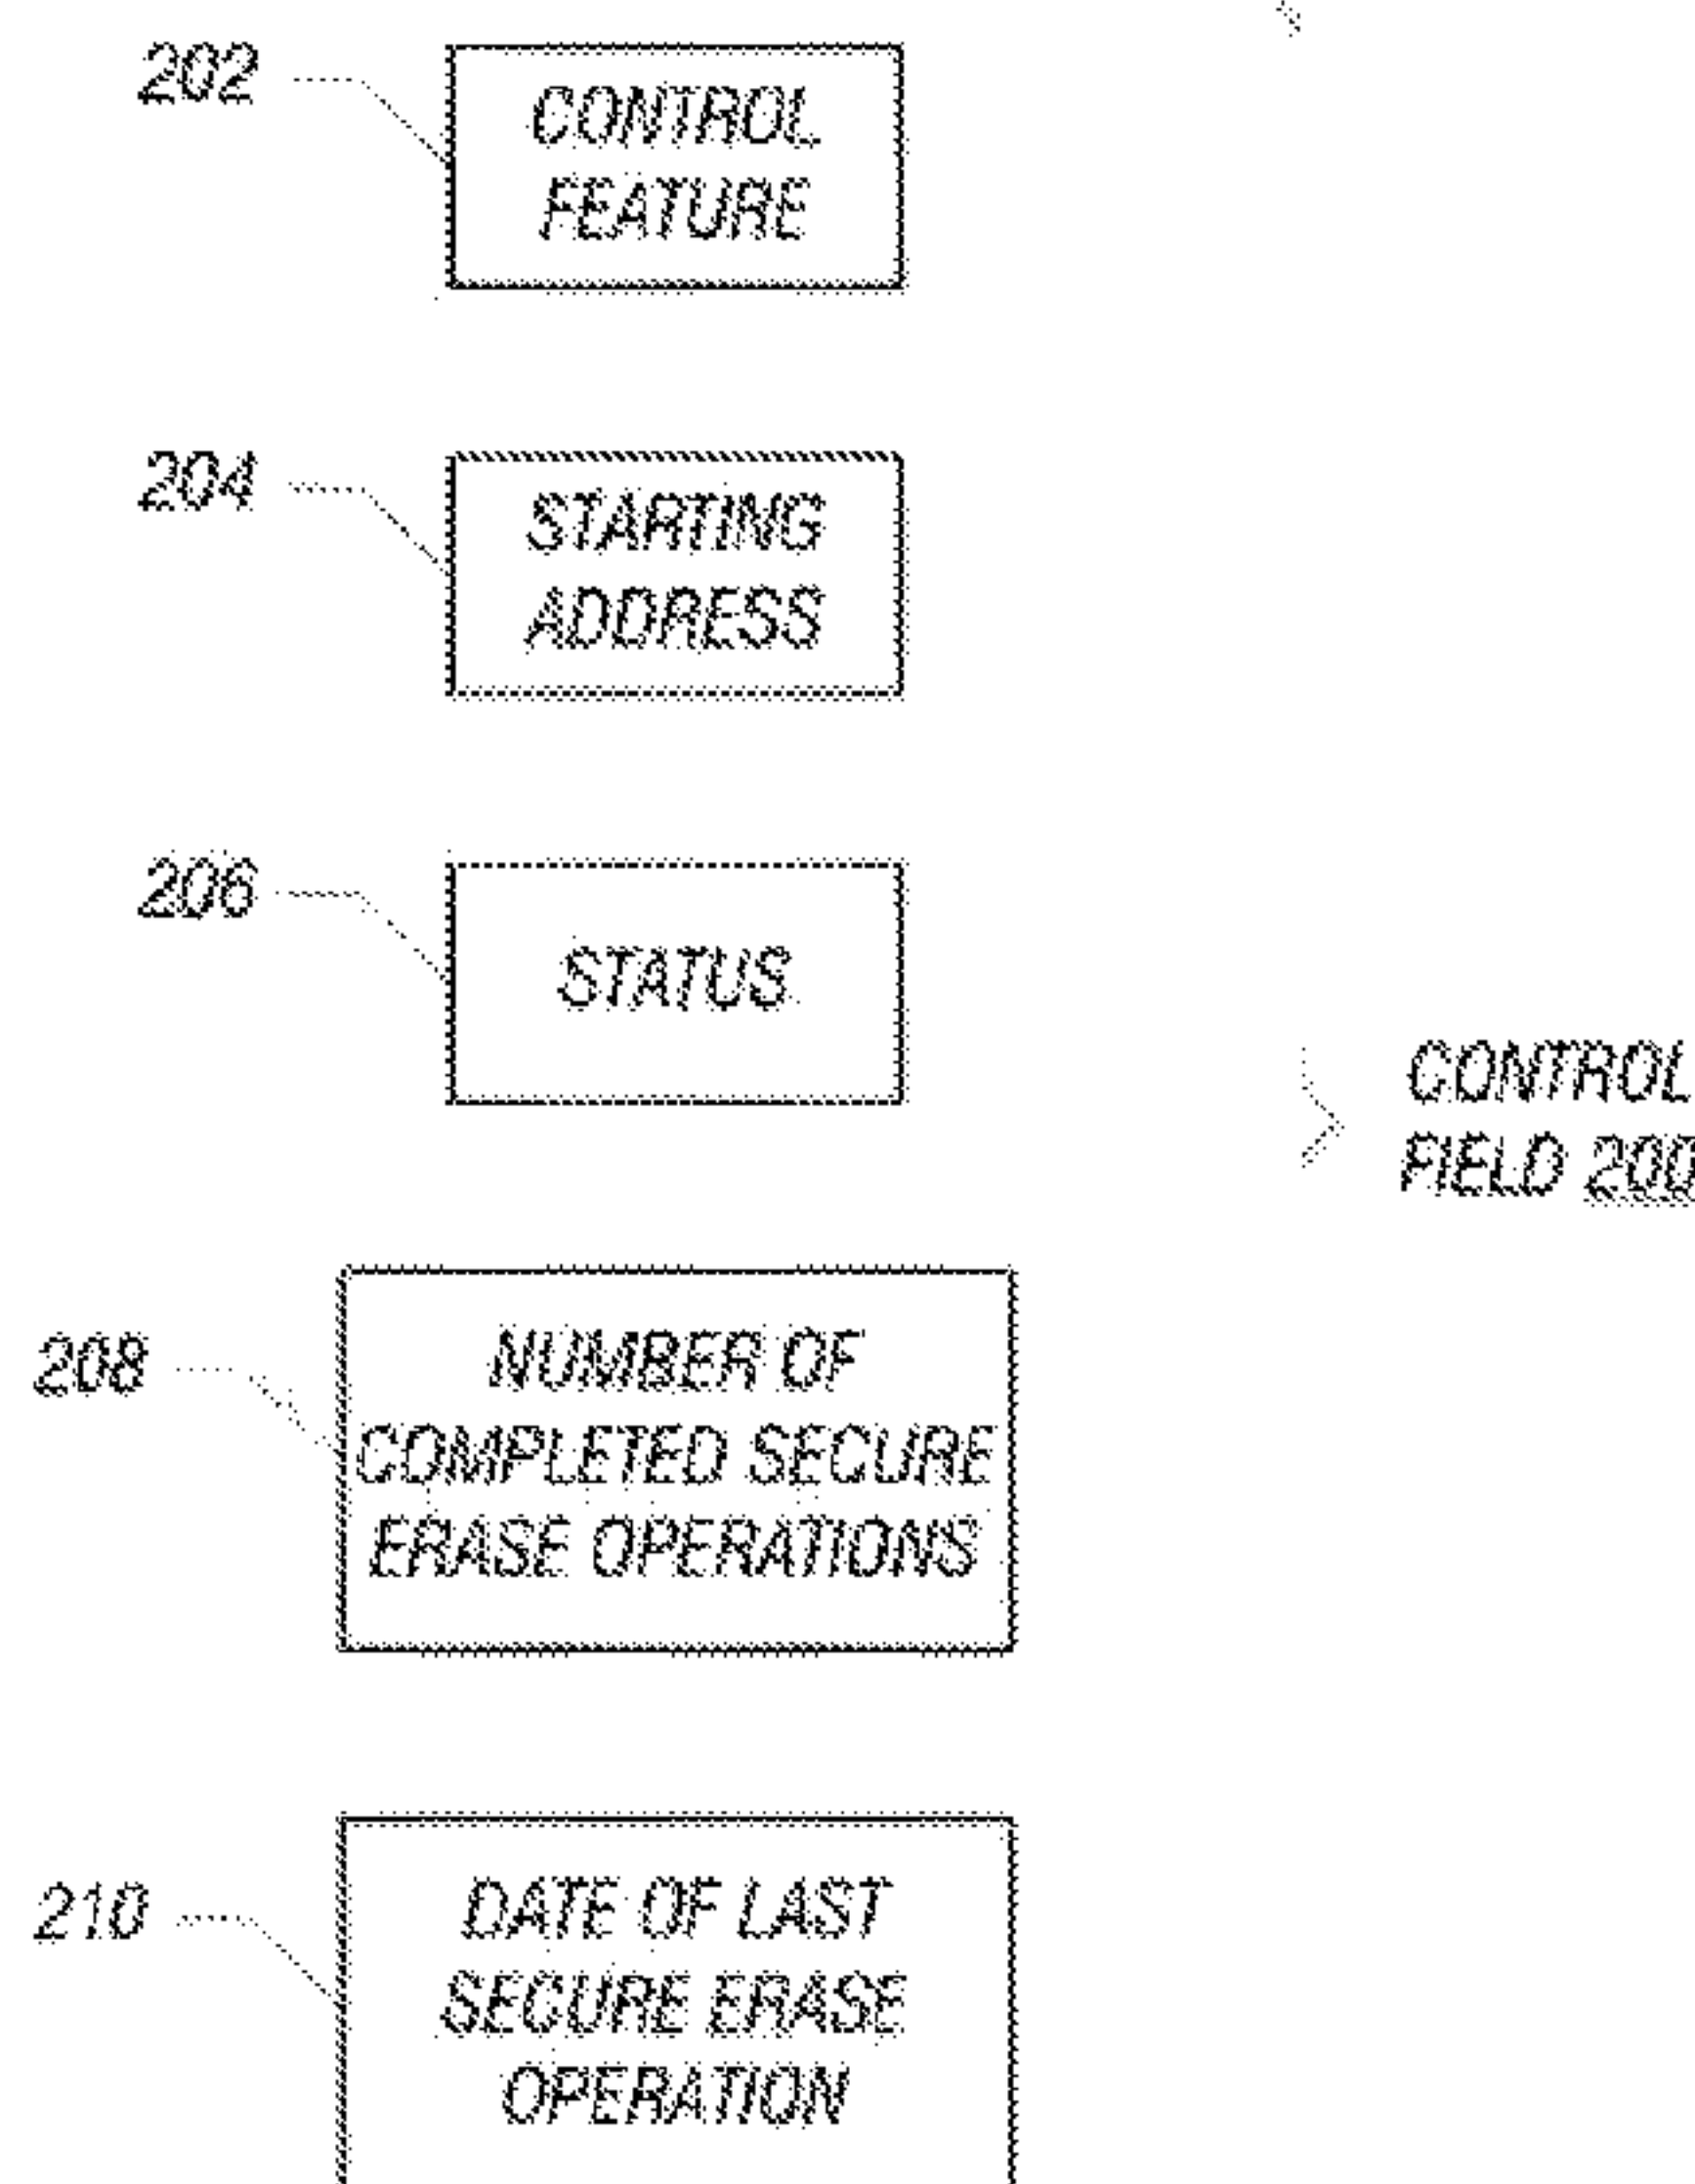 202
CONTROL
FEATURE
204
STARTING
ADDRESS
206
STATUS
CONTROL
FIELD 200
208
NUMBER OF
COMPLETED SECURE
ERASE OPERATIONS
210
DATE OF LAST
SECURE ERASE
OPERATION